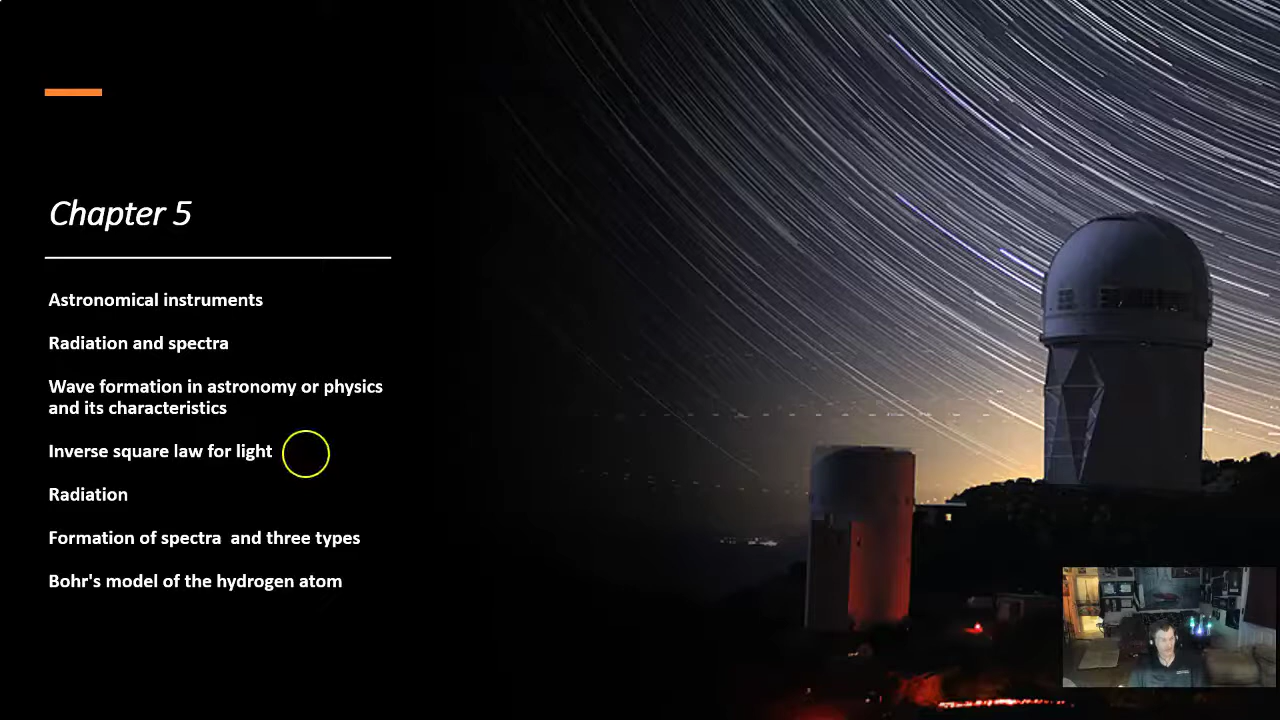 Chapter 5
Astronomical instruments
Radiation and spectra
Wave formation in astronomy or physics
and its characteristics
Inverse square law for light
Radiation
Formation of spectra  and three types
Bohr's model of the hydrogen atom